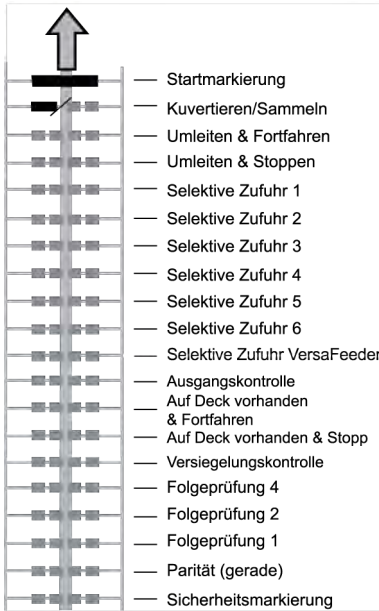 Startmarkierung
Kuvertieren/Sammeln
Umleiten & Fortfahren
Umleiten & Stoppen
Selektive Zufuhr 1
Selektive Zufuhr 2
Selektive Zufuhr 3
Selektive Zufuhr 4
Selektive Zufuhr 5
Selektive Zufuhr 6
Selektive Zufuhr VersaFeeder
Ausgangskontrolle
Auf Deck vorhanden
& Fortfahren
Auf Deck vorhanden & Stopp
Versiegelungskontrolle
Folgeprüfung 4
Folgeprüfung 2
Folgeprüfung 1
Parität (gerade)
Sicherheitsmarkierung